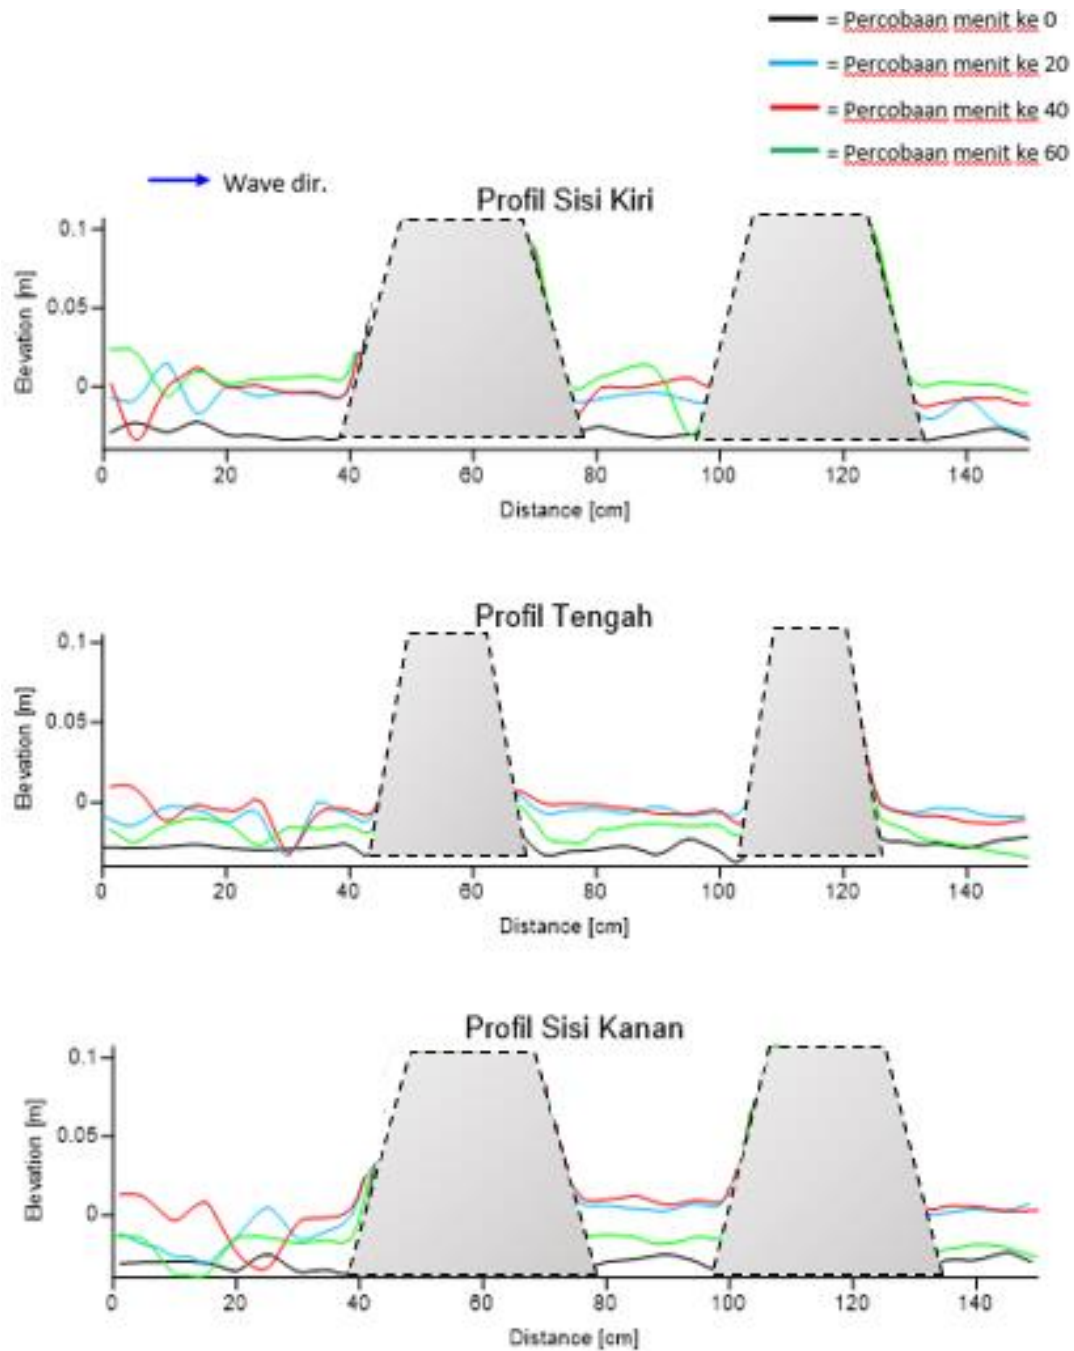 = Percobaan menit ke 0
= Percobaan menit ke 20
= Percobaan menit ke 40
= Percobaan menit ke 60
Wave dir.
Profil Sisi Kiri
0.1
0.05
0
Elevation [m]
0 20 40 60 80 100 120 140
Distance [cm]
Profil Tengah
0.1
0.05
0
Elevation [m]
0 20 40 60 80 100 120 140
Distance [cm]
Profil Sisi Kanan
0.1
0.05
0
Elevation [m]
0 20 40 60 80 100 120 140
Distance [cm]